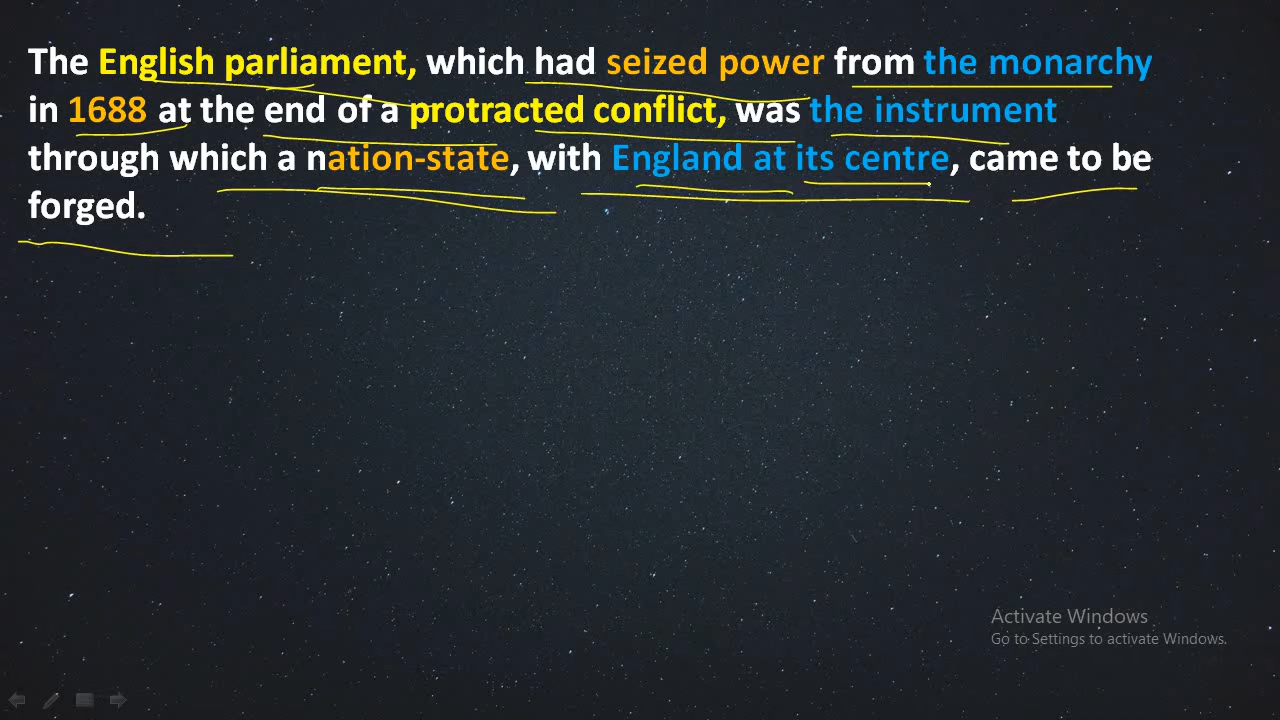 The English parliament, which had seized power from the monarchy
in 1688 at the end of a protracted conflict, was the instrument
through which a nation-state, with England at its centre, came to be
forged.
Activate Windows
Go to Settings to activate Windows.